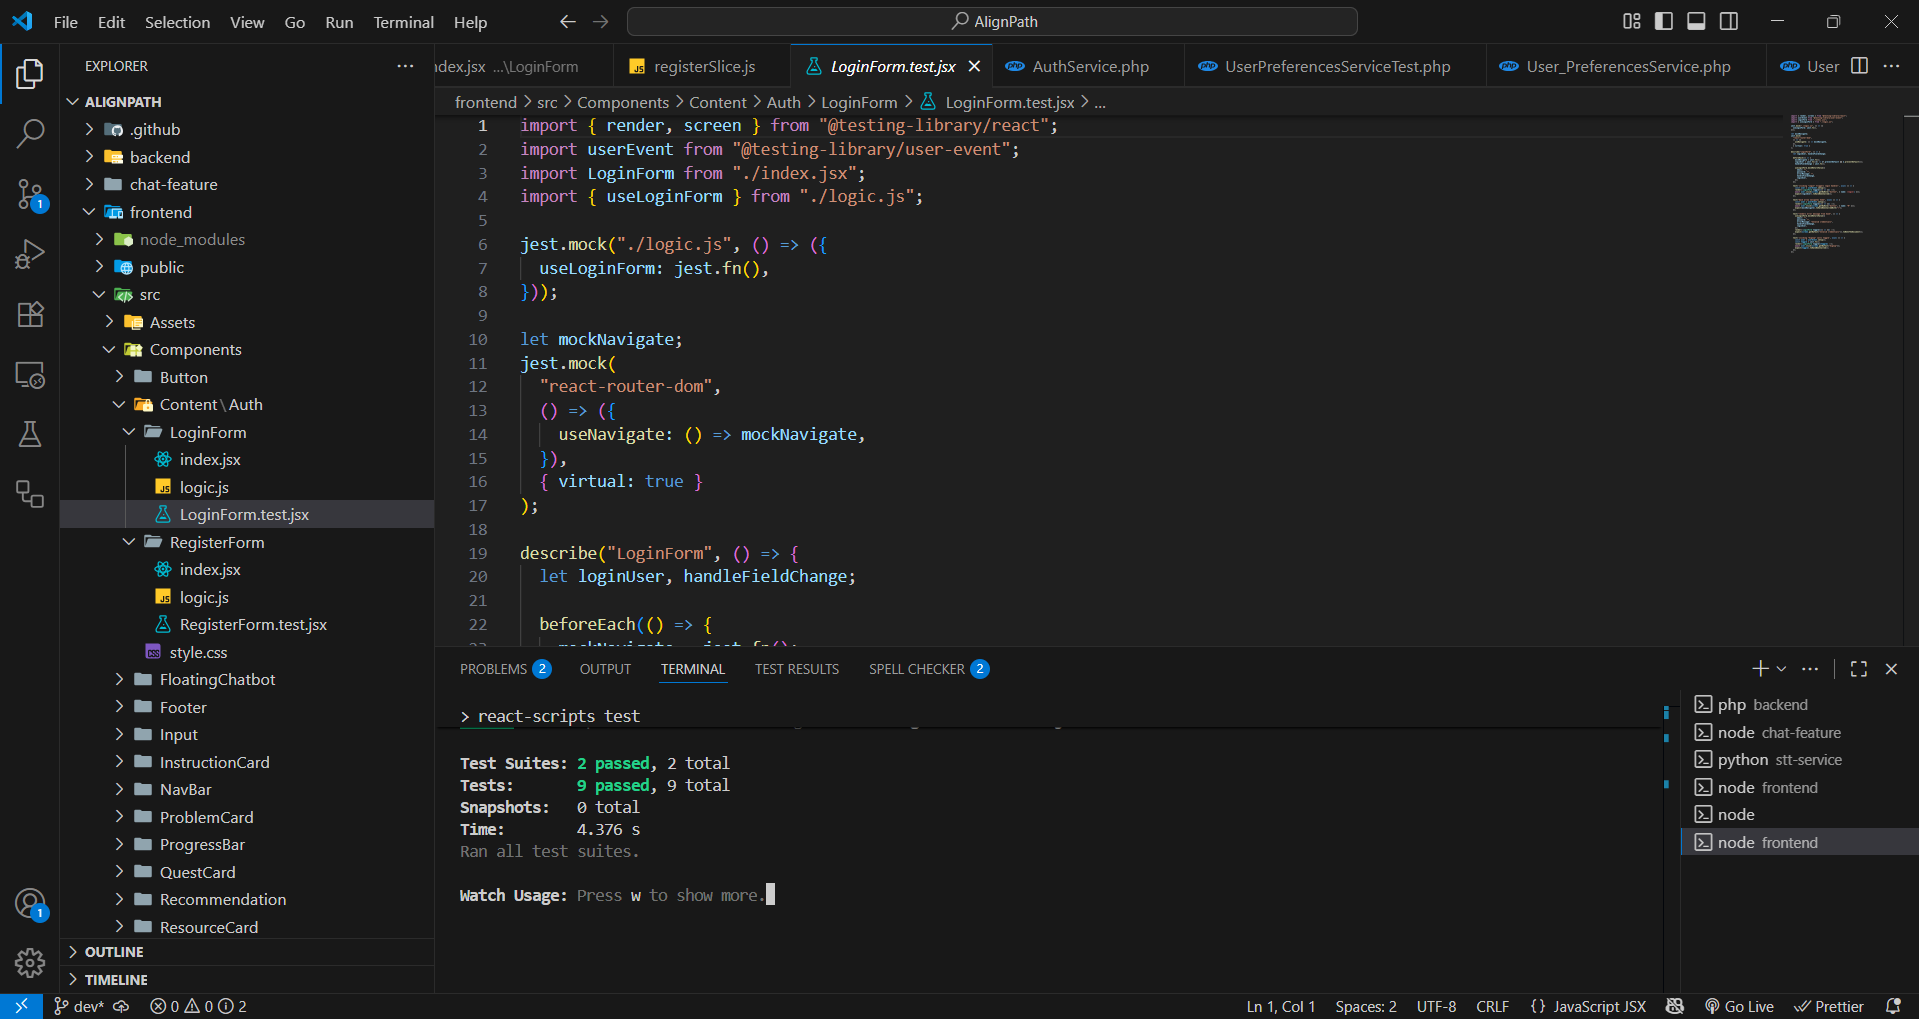 File Edit Selection View Go Run Terminal Help
AlignPath
EXPLORER
ALIGNPATH
.github
backend
chat-feature
frontend
node_modules
public
src
Assets
Components
Button
Content\Auth
LoginForm
index.jsx
logic.js
LoginForm.test.jsx
RegisterForm
index.jsx
logic.js
RegisterForm.test.jsx
style.css
FloatingChatbot
Footer
Input
InstructionCard
NavBar
ProblemCard
ProgressBar
QuestCard
Recommendation
ResourceCard
OUTLINE
TIMELINE
1
1
dex.jsx ...\LoginForm
registerSlice.js
LoginForm.test.jsx
AuthService.php
UserPreferencesServiceTest.php
User_PreferencesService.php
User
frontend > src > Components > Content > Auth > LoginForm > LoginForm.test.jsx > ...
1 import { render, screen } from "@testing-library/react";
2 import userEvent from "@testing-library/user-event";
3 import LoginForm from "./index.jsx";
4 import { useLoginForm } from "./logic.js";
5
6 jest.mock("./logic.js", () => ({
7 useLoginForm: jest.fn(),
8 }));
9
10 let mockNavigate;
11 jest.mock(
12 "react-router-dom",
13 () => ({
14 useNavigate: () => mockNavigate,
15 }),
16 { virtual: true }
17 );
18
19 describe("LoginForm", () => {
20 let loginUser, handleFieldChange;
21
22 beforeEach(() => {
PROBLEMS 2 OUTPUT TERMINAL TEST RESULTS SPELL CHECKER 2
> react-scripts test
Test Suites: 2 passed, 2 total
Tests: 9 passed, 9 total
Snapshots: 0 total
Time: 4.376 s
Ran all test suites.
Watch Usage: Press w to show more.
php backend
node chat-feature
python stt-service
node frontend
node
node frontend
dev* 0 0 2
Ln 1, Col 1 Spaces: 2 UTF-8 CRLF {} JavaScript JSX Go Live Prettier